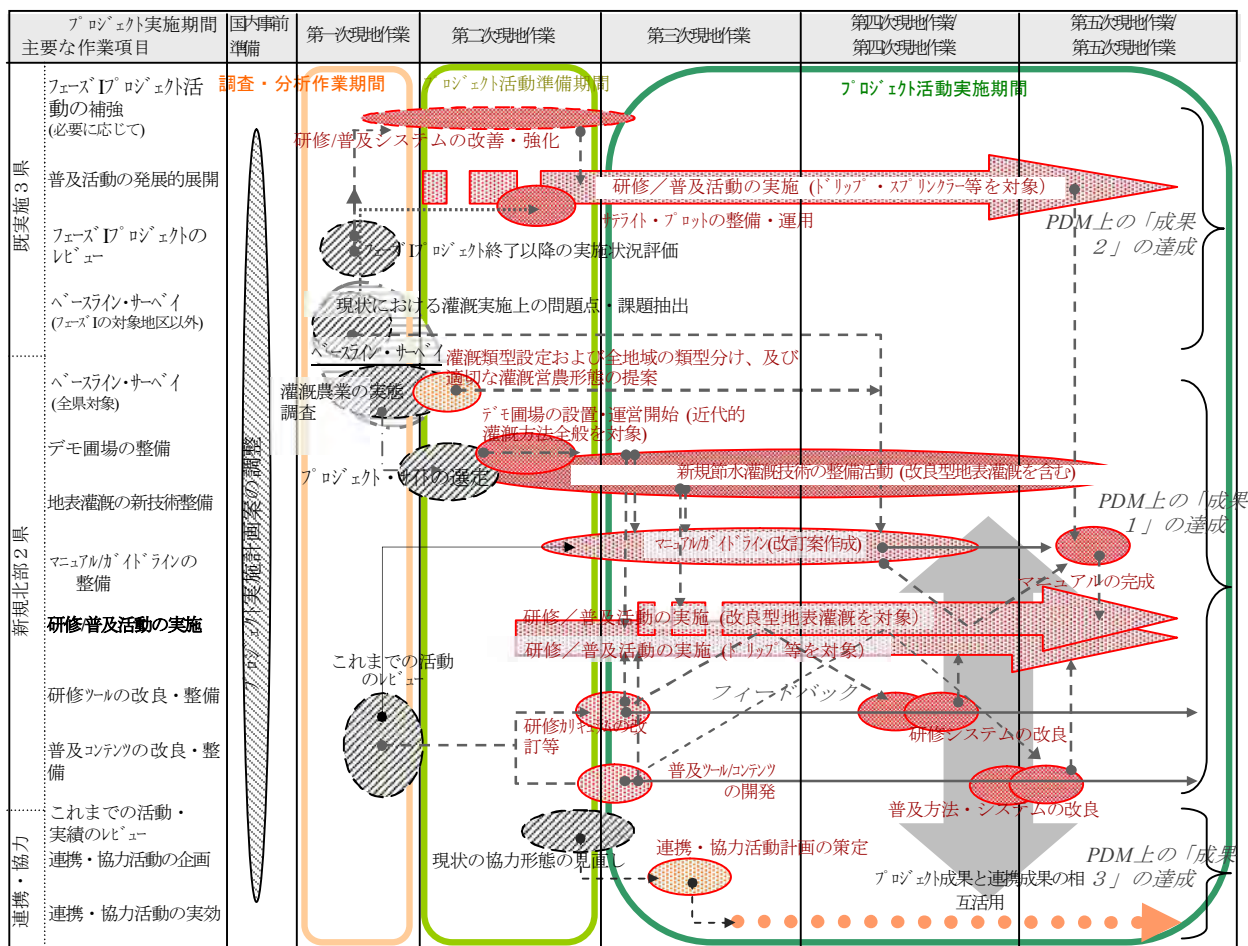 プロジェクト実施期間
主要な作業項目
国内事前
準備
第一次現地作業
第二次現地作業
第三次現地作業
第四次現地作業/
第四次現地作業
第五次現地作業/
第五次現地作業
調査・分析作業期間
プロジェクト活動準備期間
プロジェクト活動実施期間
既実施3県
フェーズIプロジェクト活
動の補強
(必要に応じて)
普及活動の発展的展開
フェーズIプロジェクトの
レビュー
ベースライン・サーベイ
(フェーズIの対象地区以外)
新規北部2県
ベースライン・サーベイ
(全県対象)
デモ圃場の整備
地表灌漑の新技術整備
マニュアル/ガイドラインの
整備
研修/普及活動の実施
研修ツールの改良・整備
普及コンテンツの改良・整
備
連携・協力
これまでの活動・
実績のレビュー
連携・協力活動の企画
連携・協力活動の実効
プロジェクト実施計画案の調整
研修/普及システムの改善・強化
研修／普及活動の実施 (ドリップ・スプリンクラー等を対象)
サテライト・プロットの整備・運用
フェーズIプロジェクト終了以降の実施状況評価
現状における灌漑実施上の問題点・課題抽出
ベースライン・サーベイ
灌漑農業の実態
調査
灌漑類型設定および全地域の類型分け、及び
適切な灌漑営農形態の提案
デモ圃場の設置・運営開始 (近代的
灌漑方法全般を対象)
プロジェクト・サイトの選定
新規節水灌漑技術の整備活動 (改良型地表灌漑を含む)
マニュアル/ガイドライン(改訂案作成)
マニュアルの完成
研修／普及活動の実施 (改良型地表灌漑を対象)
研修／普及活動の実施 (ドリップ等を対象)
これまでの活動
のレビュー
フィードバック
研修カリキュラムの改
訂等
研修システムの改良
普及ツール/コンテンツ
の開発
普及方法・システムの改良
現状の協力形態の見直し
連携・協力活動計画の策定
プロジェクト成果と連携成果の相
互活用
PDM上の「成果
2」の達成
PDM上の「成果
1」の達成
PDM上の「成果
3」の達成